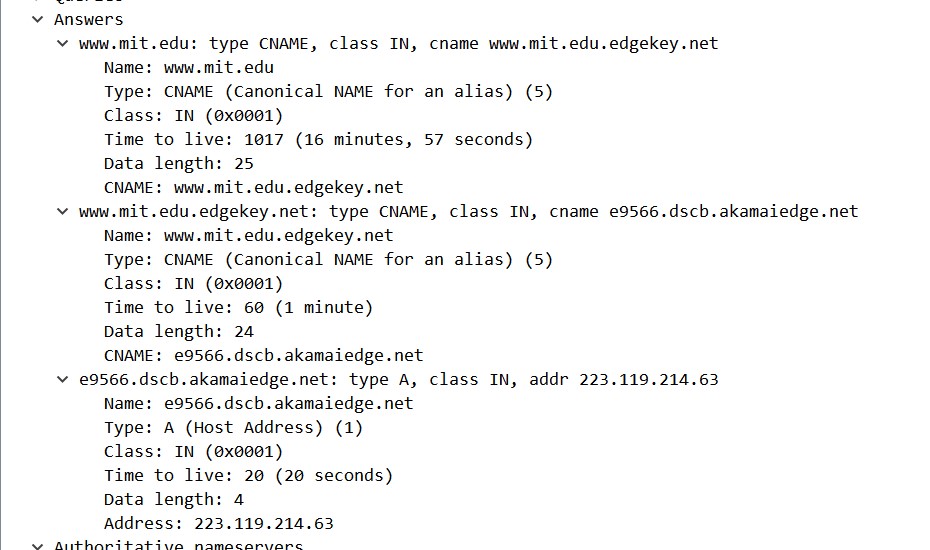 Queries
Answers
www.mit.edu: type CNAME, class IN, cname www.mit.edu.edgekey.net
Name: www.mit.edu
Type: CNAME (Canonical NAME for an alias) (5)
Class: IN (0x0001)
Time to live: 1017 (16 minutes, 57 seconds)
Data length: 25
CNAME: www.mit.edu.edgekey.net
www.mit.edu.edgekey.net: type CNAME, class IN, cname e9566.dscb.akamaiedge.net
Name: www.mit.edu.edgekey.net
Type: CNAME (Canonical NAME for an alias) (5)
Class: IN (0x0001)
Time to live: 60 (1 minute)
Data length: 24
CNAME: e9566.dscb.akamaiedge.net
e9566.dscb.akamaiedge.net: type A, class IN, addr 223.119.214.63
Name: e9566.dscb.akamaiedge.net
Type: A (Host Address) (1)
Class: IN (0x0001)
Time to live: 20 (20 seconds)
Data length: 4
Address: 223.119.214.63
Authoritative nameservers